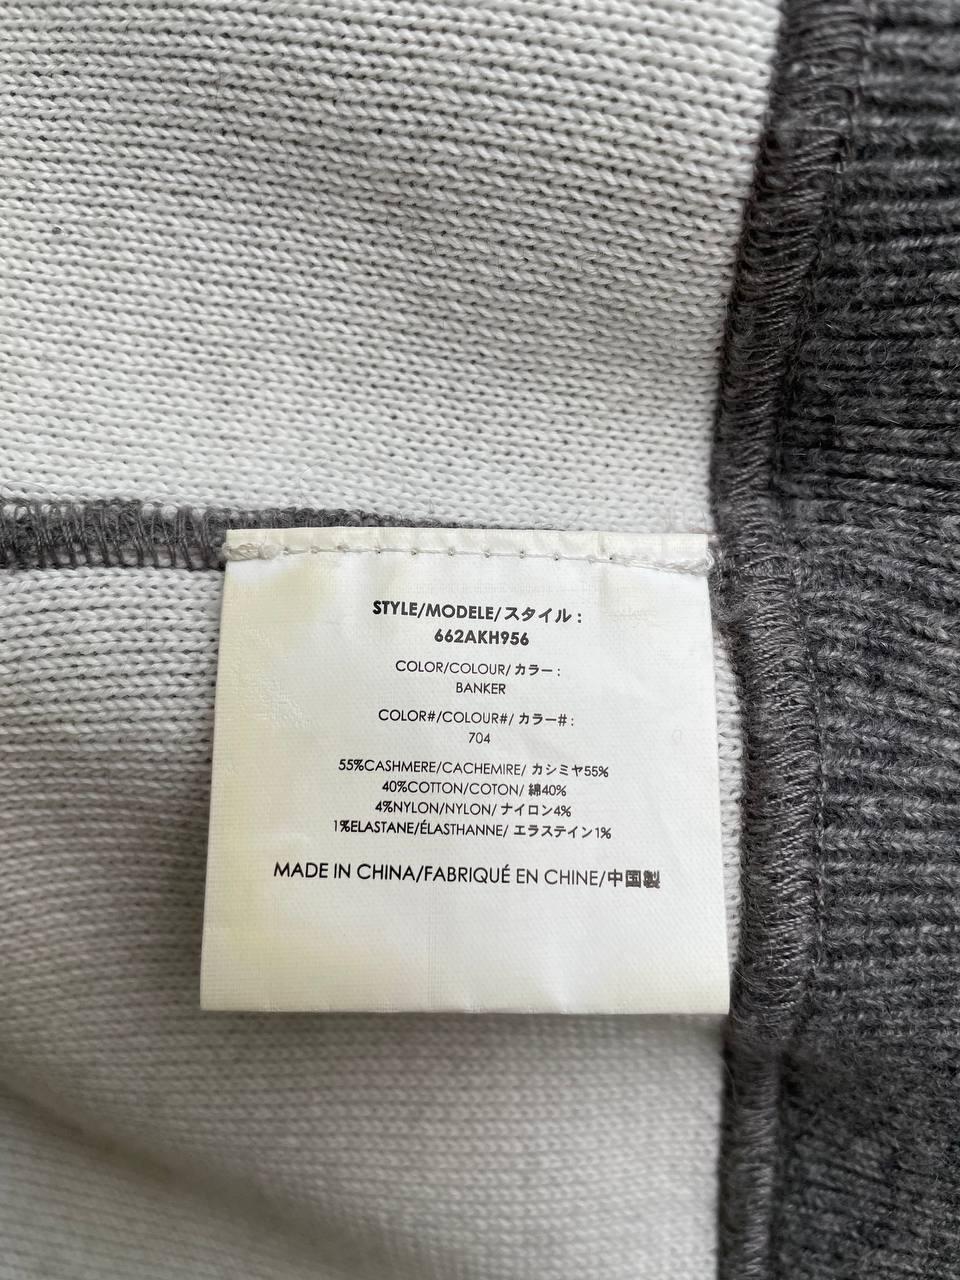 STYLE/MODELE/スタイル :
662AKH956
COLOR/COLOUR/ カラー :
BANKER
COLOR#/COLOUR#/ カラー# :
704
55%CASHMERE/CACHEMIRE/ カシミヤ55%
40%COTTON/COTON/ 綿40%
4%NYLON/NYLON/ ナイロン4%
1%ELASTANE/ÉLASTHANNE/ エラステイン1%
MADE IN CHINA/FABRIQUÉ EN CHINE/中国製